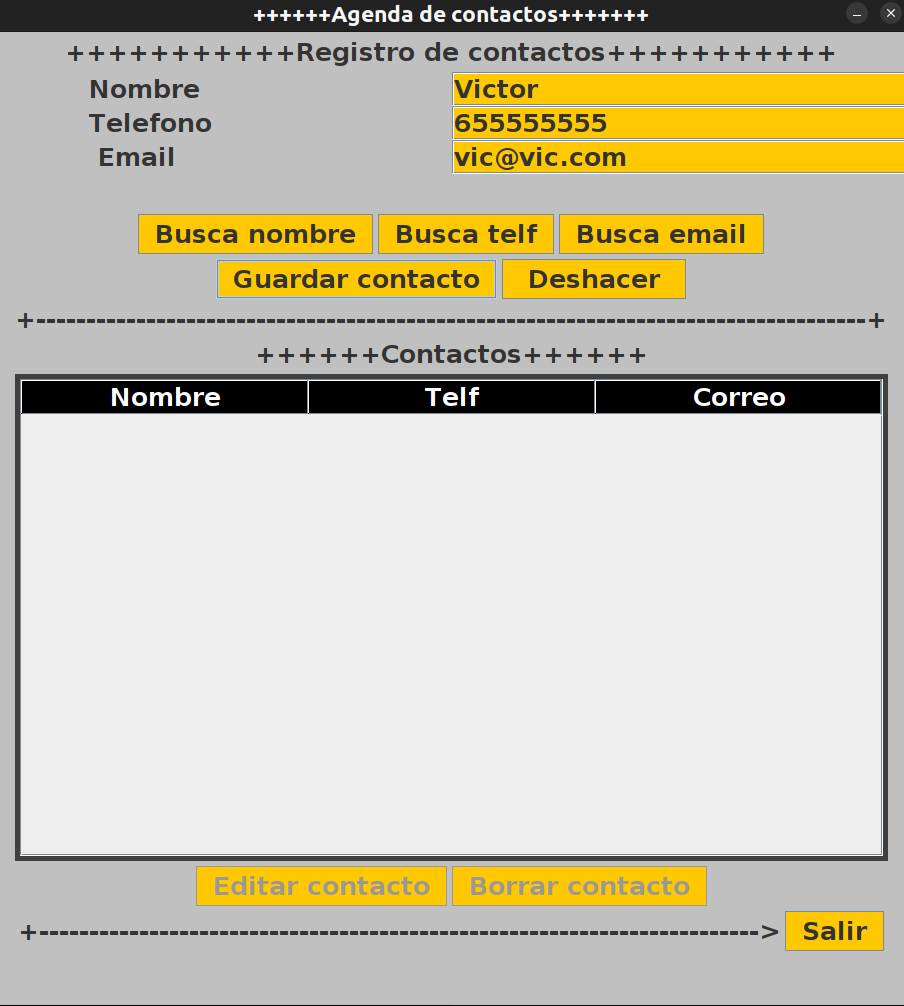 ++++++Agenda de contactos+++++++
+++++++++++Registro de contactos+++++++++++
Nombre Victor
Telefono 655555555
Email vic@vic.com
Busca nombre Busca telf Busca email
Guardar contacto Deshacer
+-----------------------------------------------------------------------------------+
++++++Contactos++++++
Nombre Telf Correo
Editar contacto Borrar contacto
+------------------------------------------------------------------------> Salir